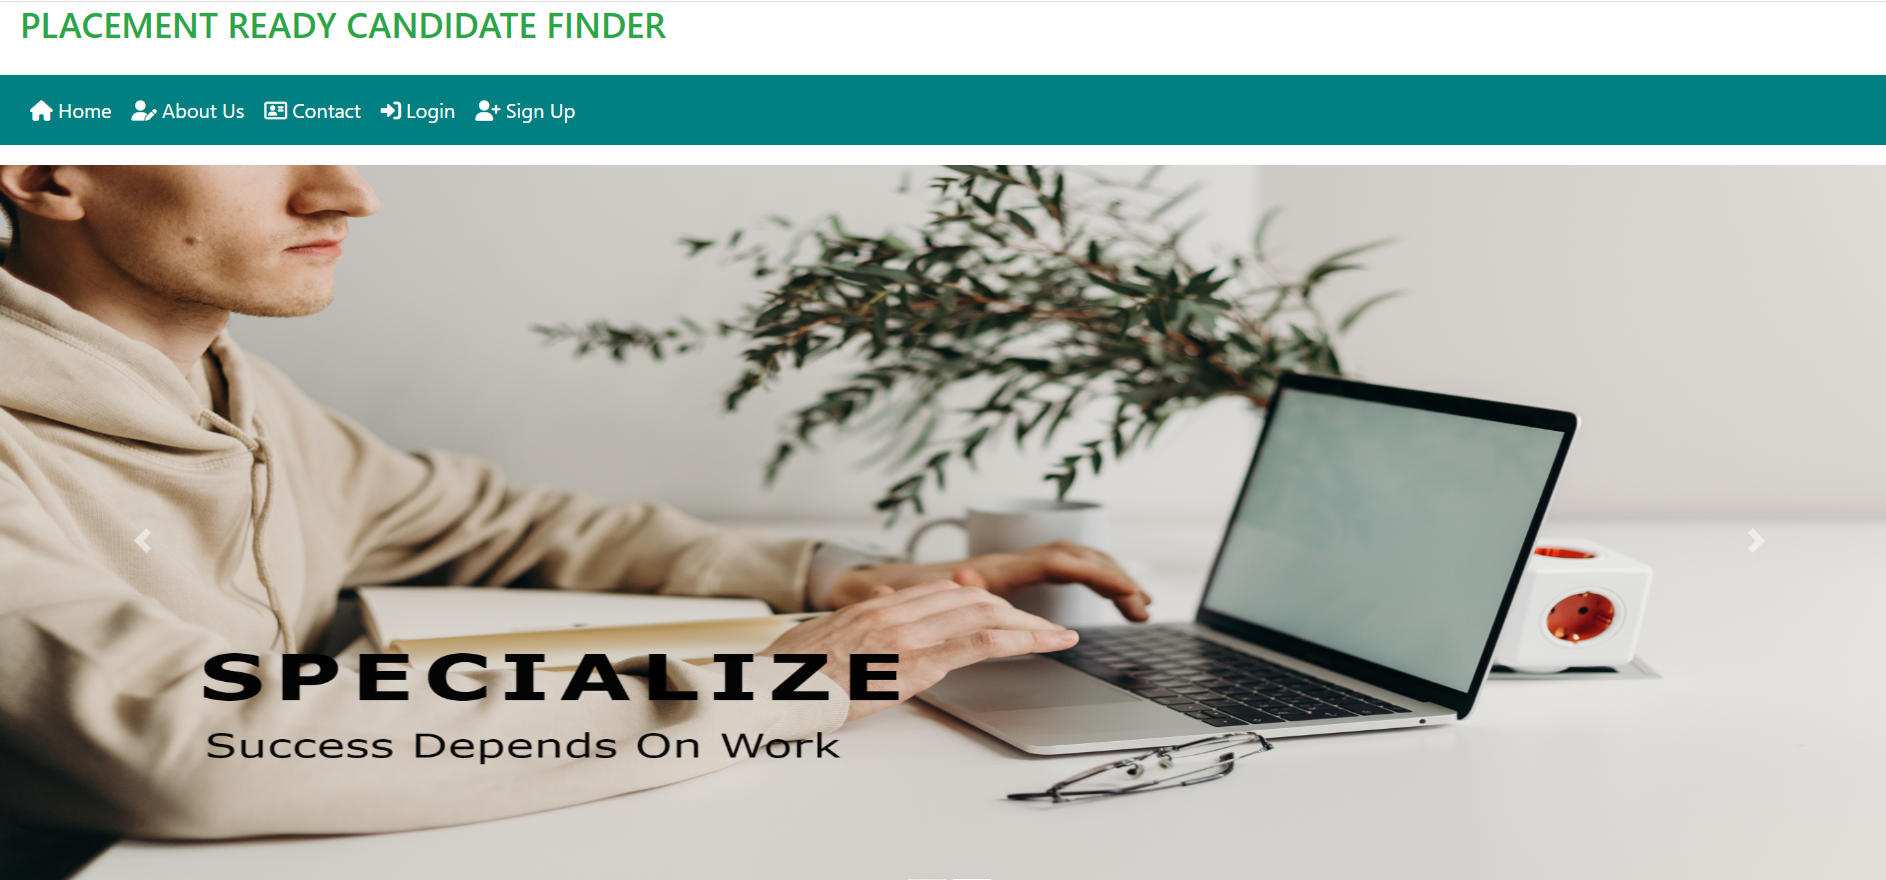 PLACEMENT READY CANDIDATE FINDER
Home About Us Contact Login Sign Up
SPECIALIZE
Success Depends On Work